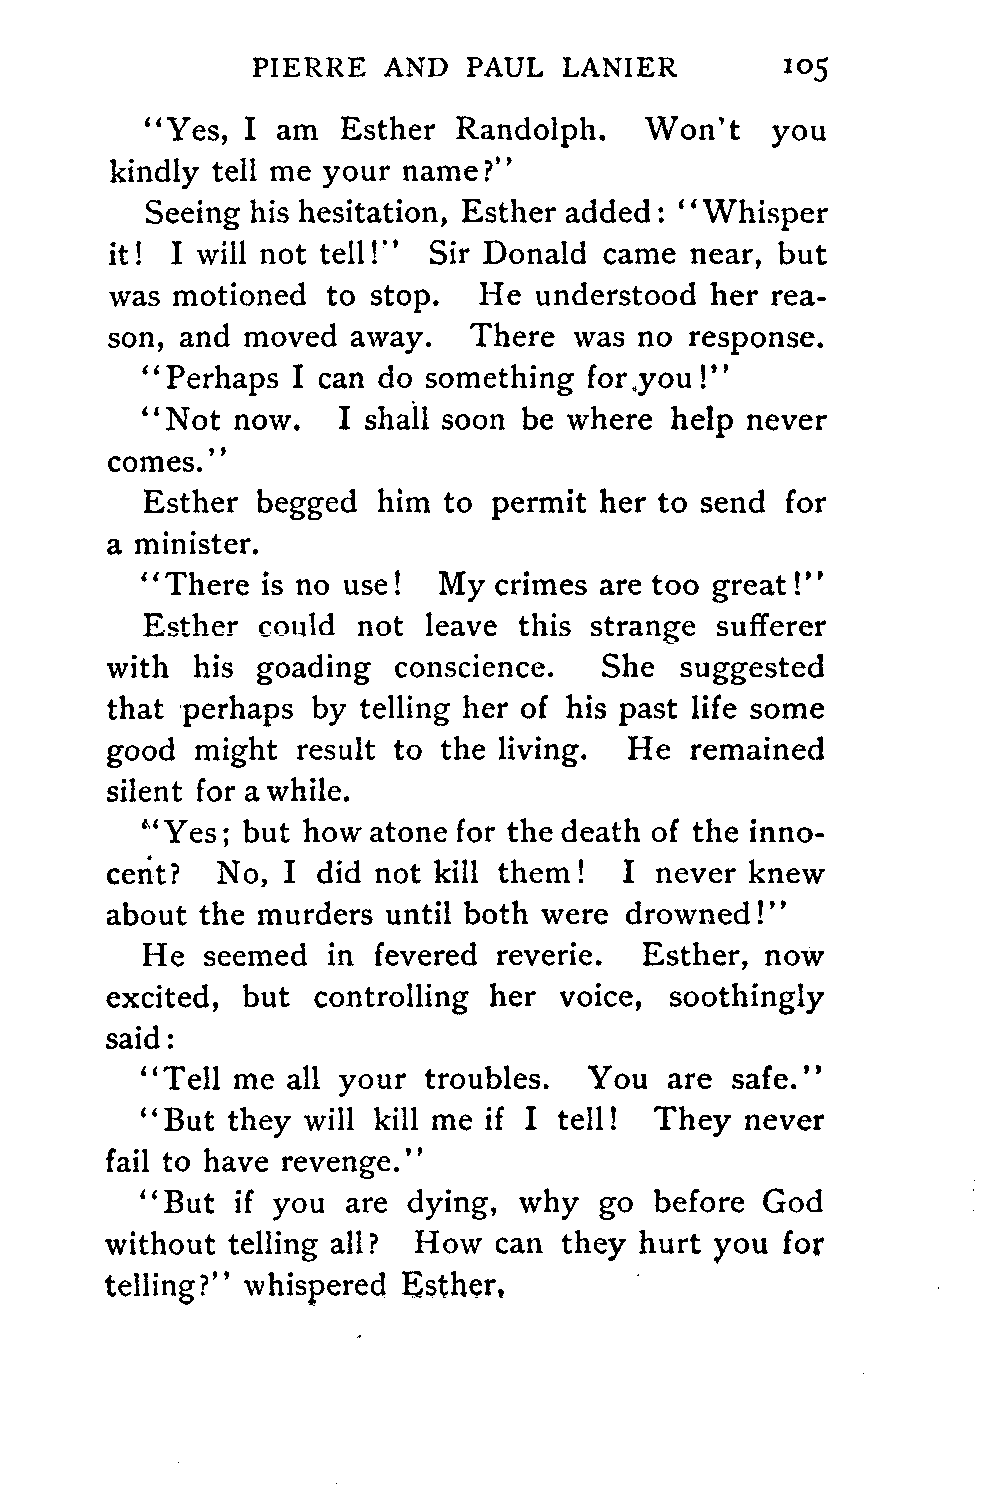 PIERRE AND PAUL LANIER 105
"Yes, I am Esther Randolph. Won't you
kindly tell me your name?"
Seeing his hesitation, Esther added: "Whisper
it! I will not tell!" Sir Donald came near, but
was motioned to stop. He understood her rea-
son, and moved away. There was no response.
"Perhaps I can do something for you!"
"Not now. I shall soon be where help never
comes."
Esther begged him to permit her to send for
a minister.
"There is no use! My crimes are too great!"
Esther could not leave this strange sufferer
with his goading conscience. She suggested
that perhaps by telling her of his past life some
good might result to the living. He remained
silent for a while.
"Yes; but how atone for the death of the inno-
cent? No, I did not kill them! I never knew
about the murders until both were drowned!"
He seemed in fevered reverie. Esther, now
excited, but controlling her voice, soothingly
said:
"Tell me all your troubles. You are safe."
"But they will kill me if I tell! They never
fail to have revenge."
"But if you are dying, why go before God
without telling all? How can they hurt you for
telling?" whispered Esther.